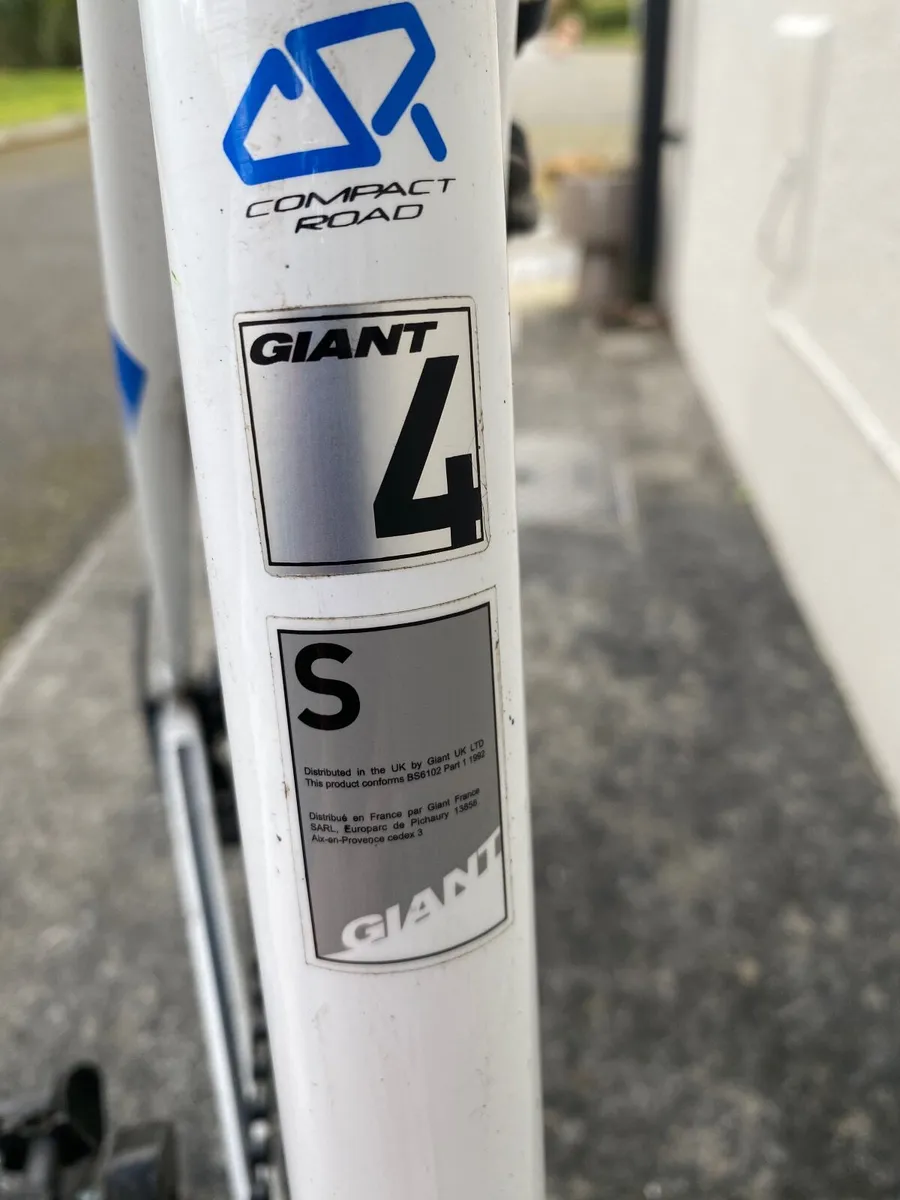 COMPACT
ROAD
GIANT
4
S
Distributed in the UK by Giant UK LTD
This product conforms BS6102 Part 1 1992
Distribué en France par Giant France
SARL, Europarc de Pichaury 13856
Aix-en-Provence cedex 3
GIANT